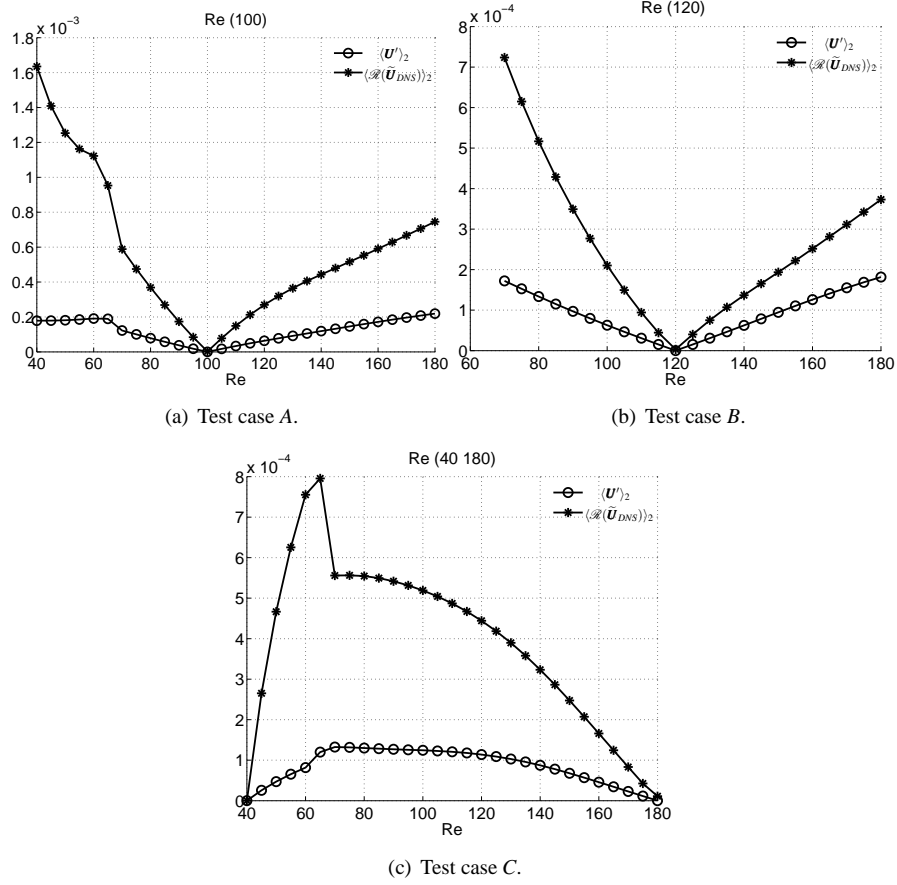 x 10⁻³
Re (100)
1.8
1.6
1.4
1.2
1
0.8
0.6
0.4
0.2
0
40 60 80 100 120 140 160 180
Re
⟨U′⟩₂
⟨ℛ(Ũ_DNS)⟩₂
(a) Test case A.
x 10⁻⁴
Re (120)
8
7
6
5
4
3
2
1
0
60 80 100 120 140 160 180
Re
⟨U′⟩₂
⟨ℛ(Ũ_DNS)⟩₂
(b) Test case B.
x 10⁻⁴
Re (40 180)
8
7
6
5
4
3
2
1
0
40 60 80 100 120 140 160 180
Re
⟨U′⟩₂
⟨ℛ(Ũ_DNS)⟩₂
(c) Test case C.